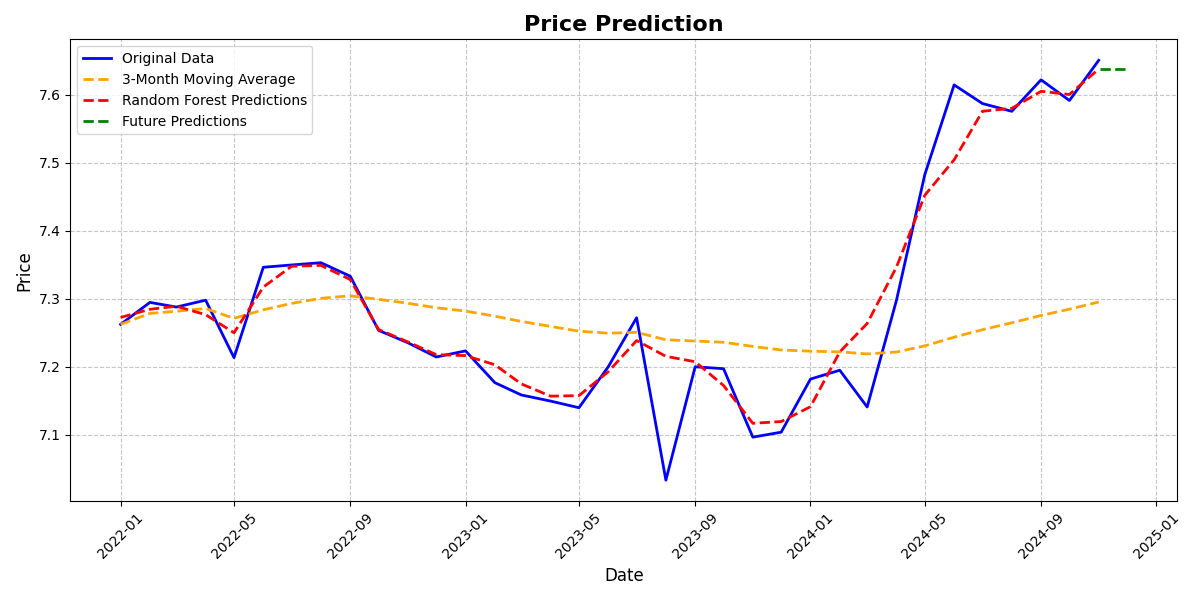 Price Prediction
Original Data
3-Month Moving Average
Random Forest Predictions
Future Predictions
Price
7.6
7.5
7.4
7.3
7.2
7.1
2022-01
2022-05
2022-09
2023-01
2023-05
2023-09
2024-01
2024-05
2024-09
2025-01
Date